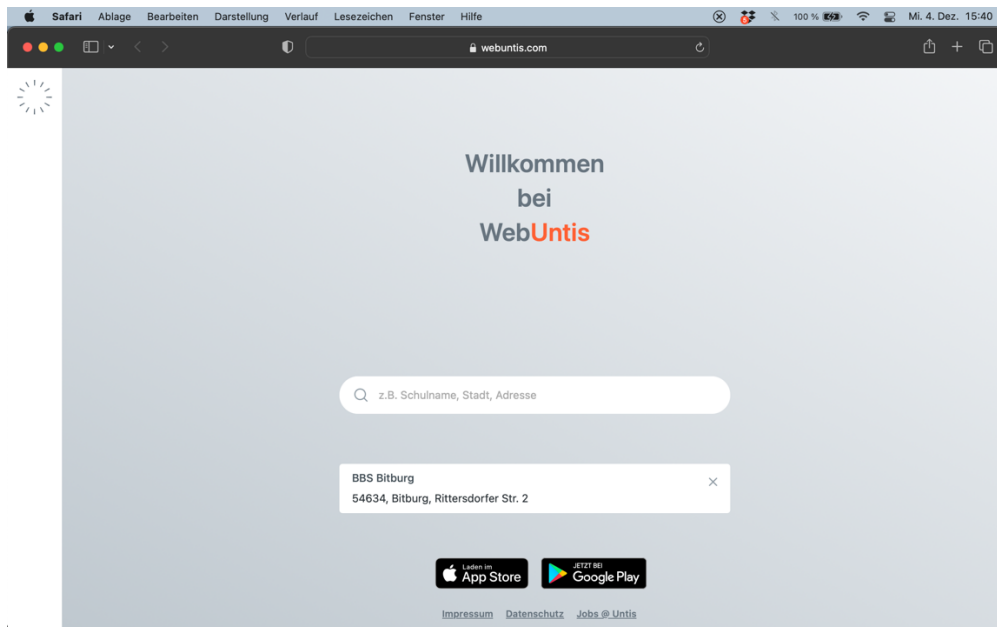 Safari Ablage Bearbeiten Darstellung Verlauf Lesezeichen Fenster Hilfe 100 % Mi. 4. Dez. 15:40
webuntis.com
Willkommen
bei
WebUntis
z.B. Schulname, Stadt, Adresse
BBS Bitburg
54634, Bitburg, Rittersdorfer Str. 2
Laden im
App Store
JETZT BEI
Google Play
Impressum Datenschutz Jobs @ Untis